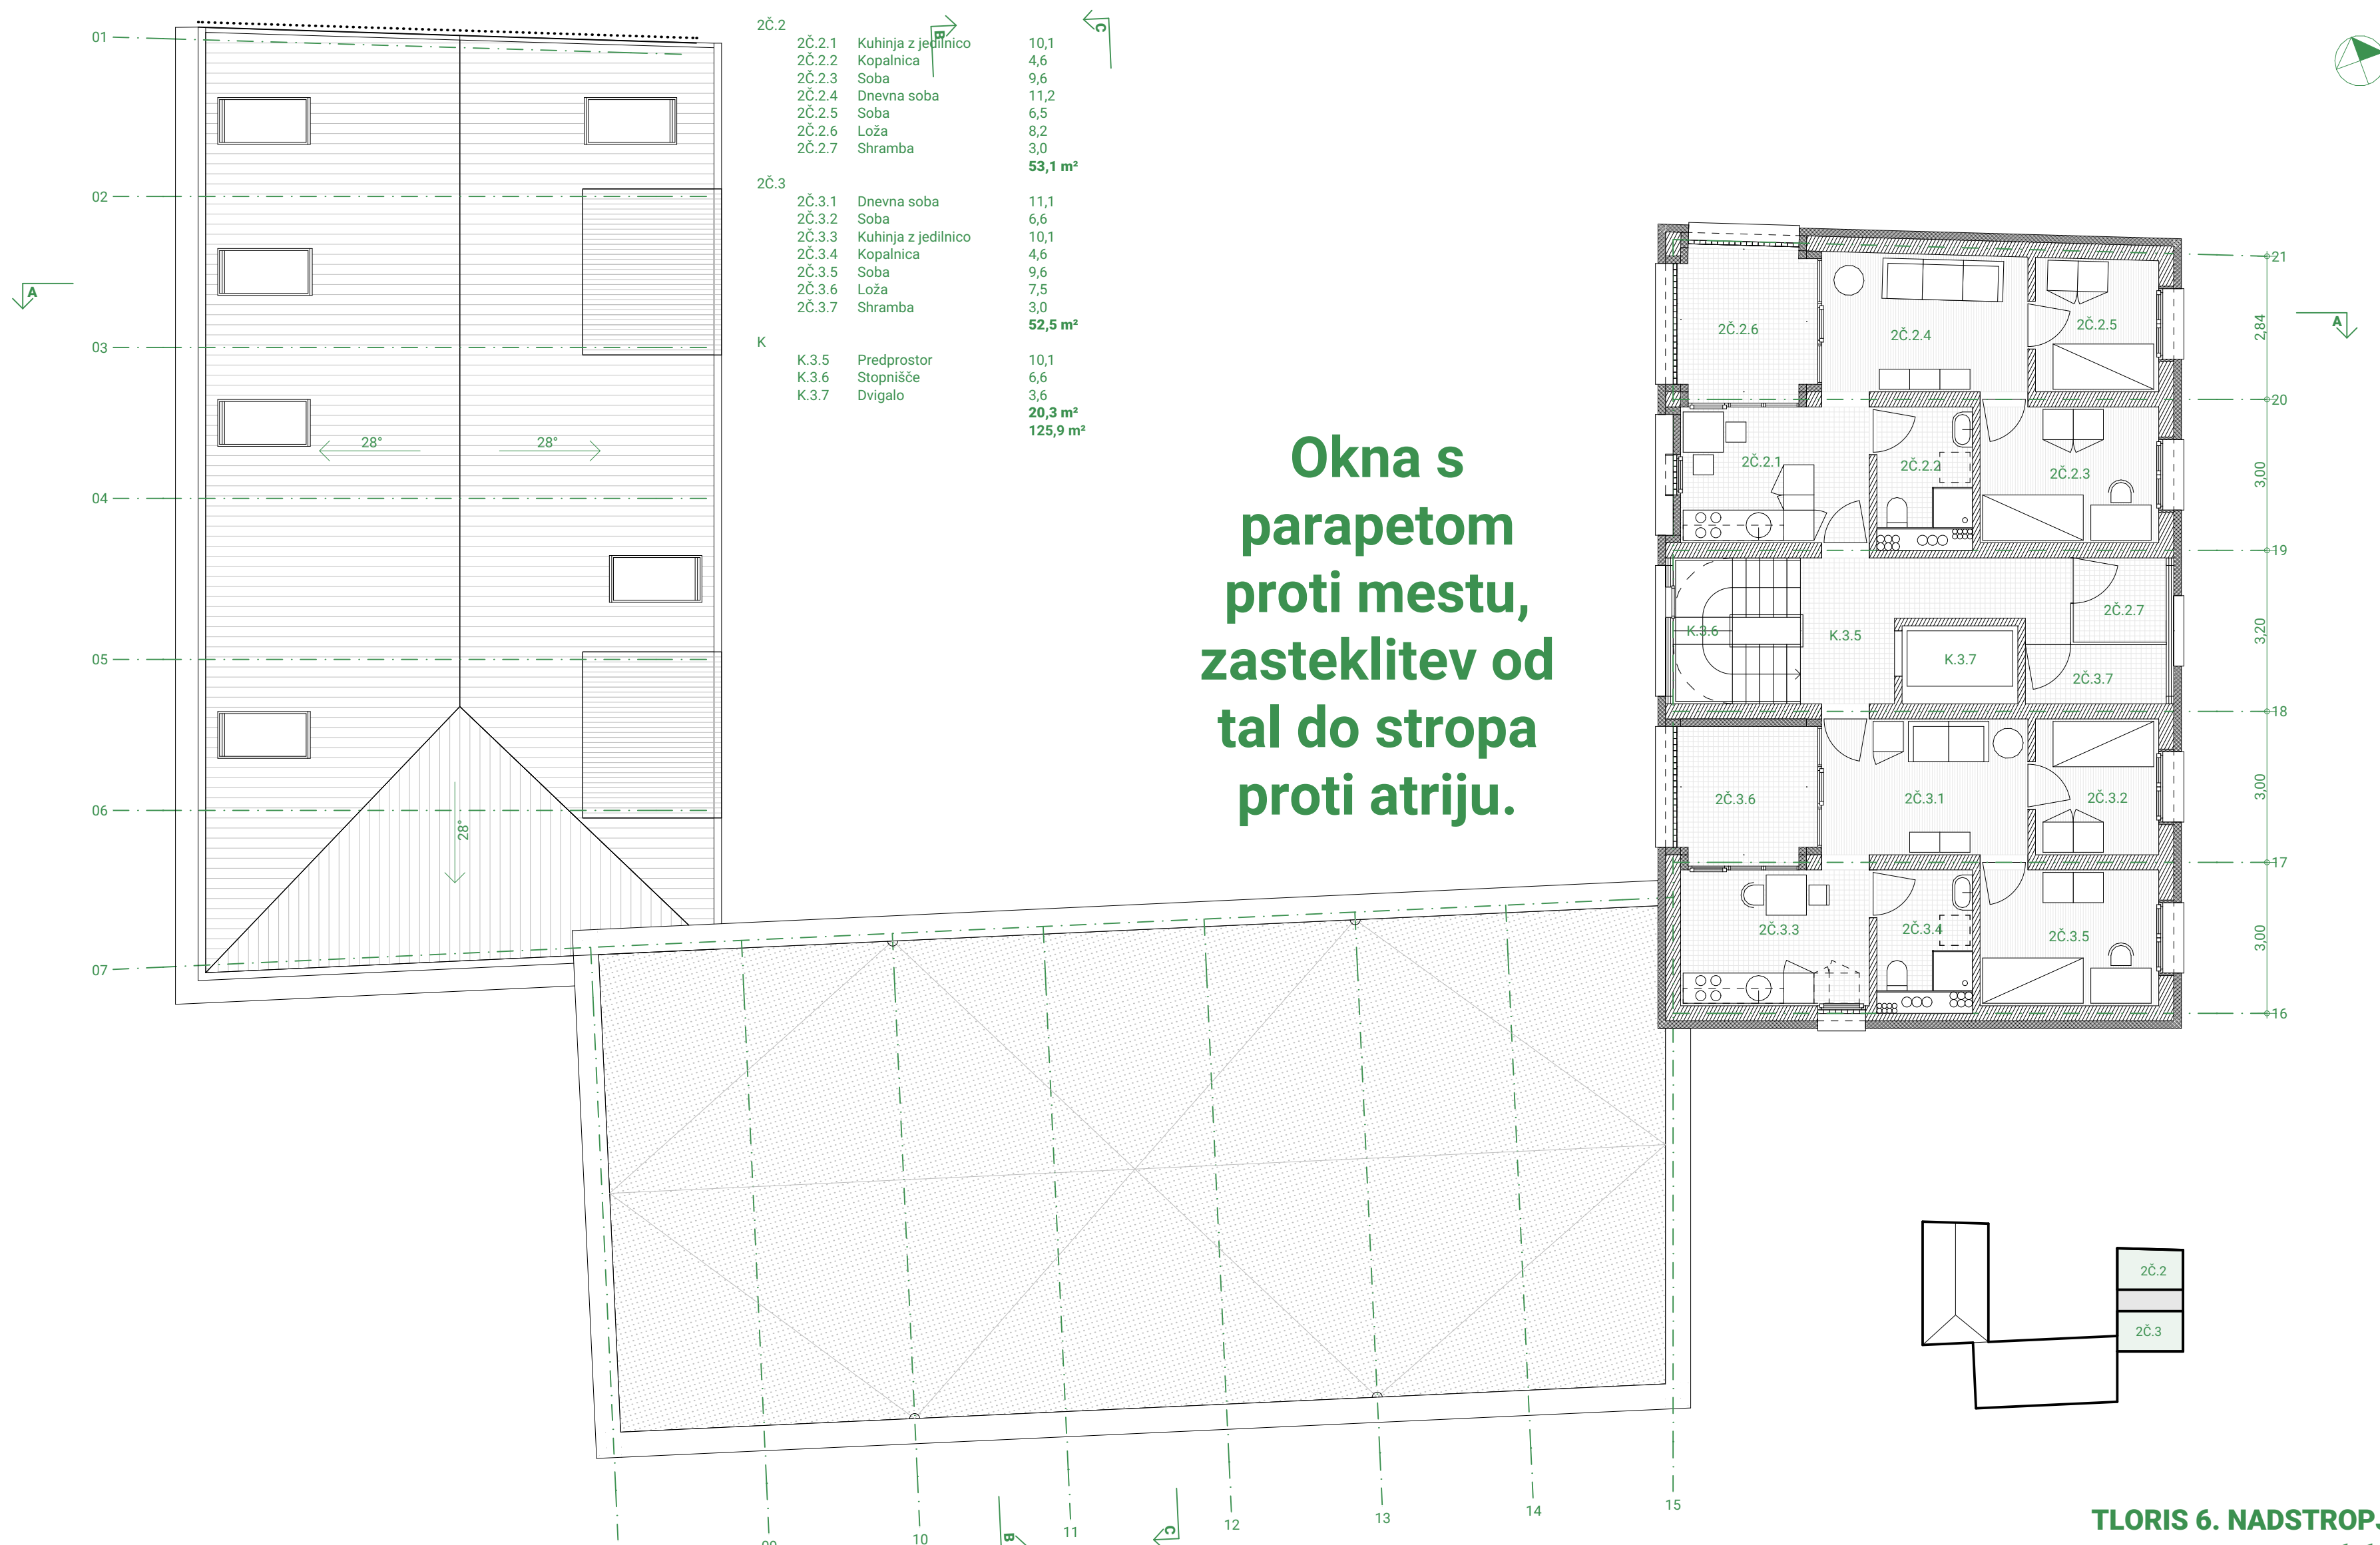 2Č.2
2Č.2.1 Kuhinja z jedilnico 10,1
2Č.2.2 Kopalnica 4,6
2Č.2.3 Soba 9,6
2Č.2.4 Dnevna soba 11,2
2Č.2.5 Soba 6,5
2Č.2.6 Loža 8,2
2Č.2.7 Shramba 3,0
53,1 m²
2Č.3
2Č.3.1 Dnevna soba 11,1
2Č.3.2 Soba 6,6
2Č.3.3 Kuhinja z jedilnico 10,1
2Č.3.4 Kopalnica 4,6
2Č.3.5 Soba 9,6
2Č.3.6 Loža 7,5
2Č.3.7 Shramba 3,0
52,5 m²
K
K.3.5 Predprostor 10,1
K.3.6 Stopnišče 6,6
K.3.7 Dvigalo 3,6
20,3 m²
125,9 m²
B
C
01
02
03
04
05
06
07
A
28°
28°
28°
Okna s
parapetom
proti mestu,
zasteklitev od
tal do stropa
proti atriju.
2Č.2.6
2Č.2.4
2Č.2.5
2Č.2.1
2Č.2.2
2Č.2.3
2Č.2.7
K.3.6
K.3.5
K.3.7
2Č.3.7
2Č.3.6
2Č.3.1
2Č.3.2
2Č.3.3
2Č.3.4
2Č.3.5
21
2,84
A
20
3,00
19
3,20
18
3,00
17
3,00
16
2Č.2
2Č.3
10
11
12
13
14
15
B
C
TLORIS 6. NADSTROPJ